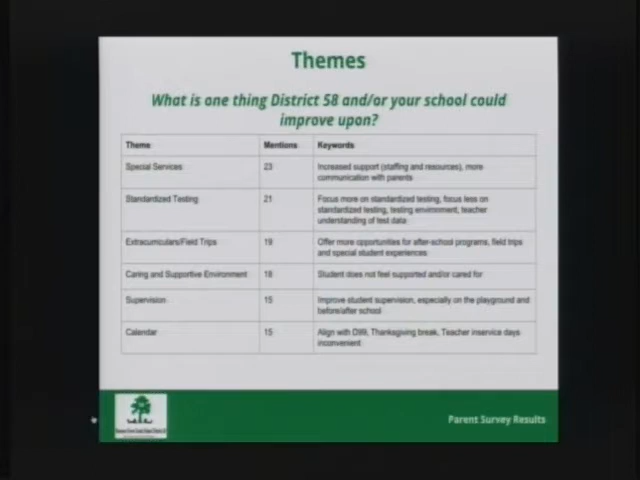 Themes
What is one thing District 58 and/or your school could
improve upon?
Theme Mentions Keywords
Special Services 23 Increased support (staffing and resources), more
communication with parents
Standardized Testing 21 Focus more on standardized testing, focus less on
standardized testing, testing environment, teacher
understanding of test data
Extracurriculars/Field Trips 19 Offer more opportunities for after-school programs, field trips
and special student experiences
Caring and Supportive Environment 18 Student does not feel supported and/or cared for
Supervision 15 Improve student supervision, especially on the playground and
before/after school
Calendar 15 Align with D99, Thanksgiving break, Teacher inservice days
inconvenient
Parent Survey Results